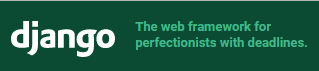 django
The web framework for
perfectionists with deadlines.